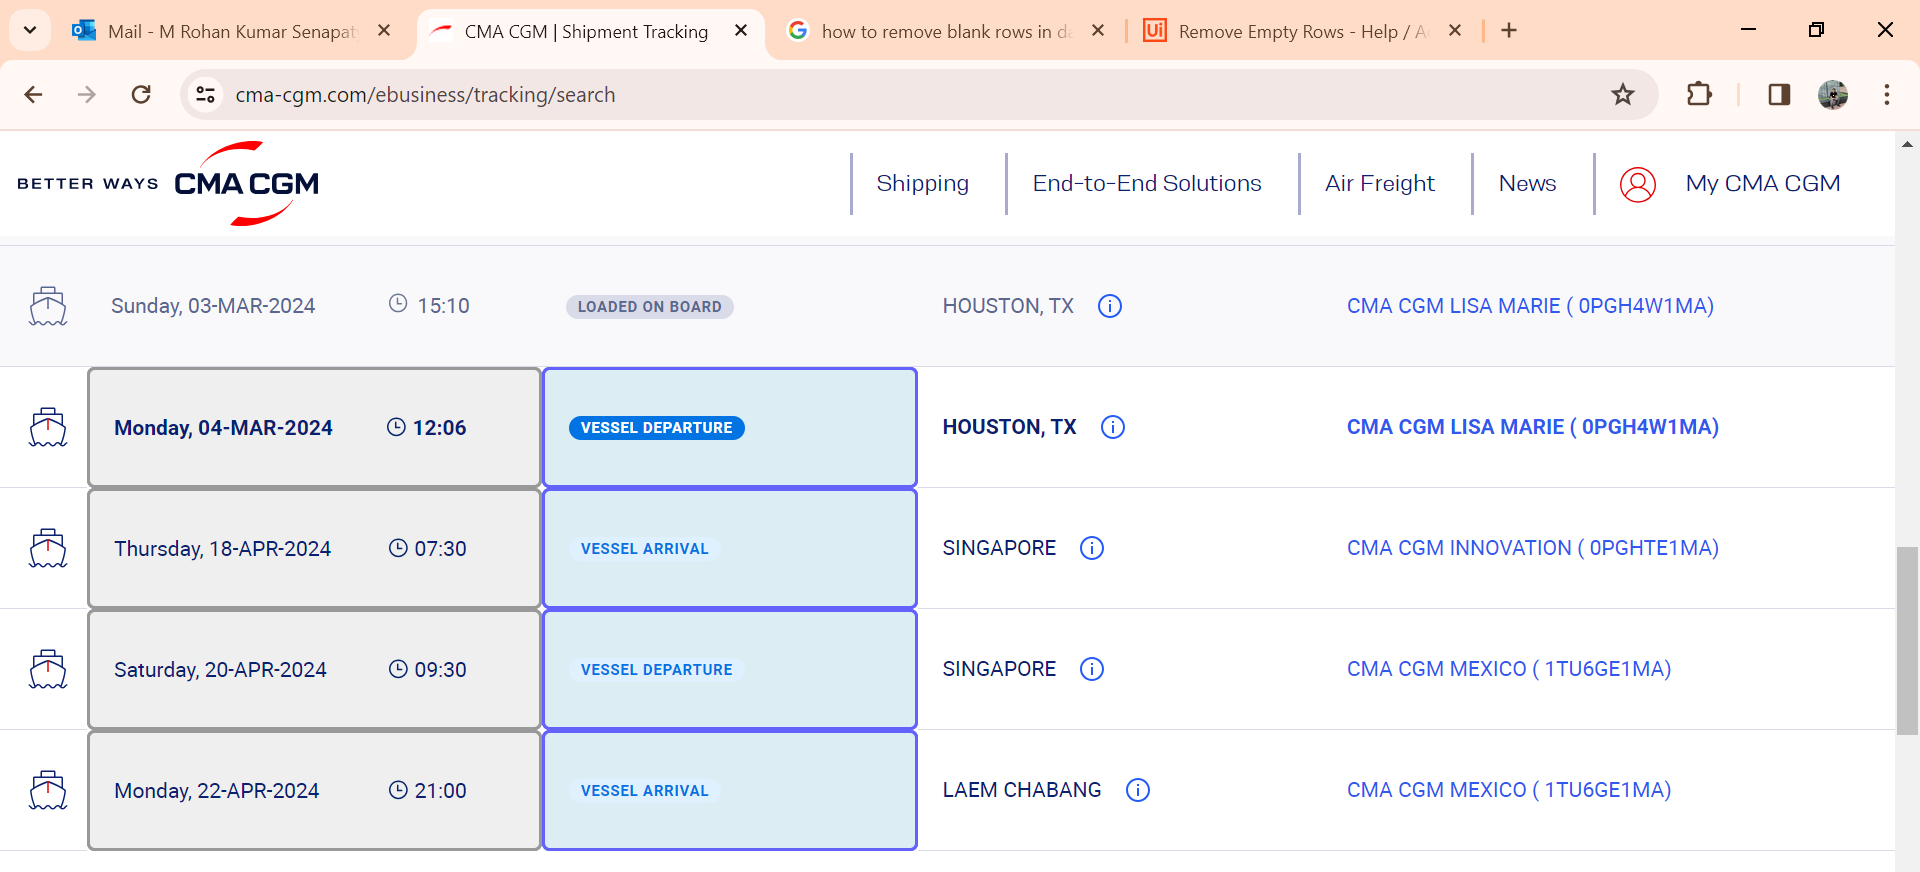 Mail - M Rohan Kumar Senapat
CMA CGM | Shipment Tracking
how to remove blank rows in da
Remove Empty Rows - Help / A
cma-cgm.com/ebusiness/tracking/search
BETTER WAYS CMA CGM
Shipping
End-to-End Solutions
Air Freight
News
My CMA CGM
Sunday, 03-MAR-2024 15:10 LOADED ON BOARD HOUSTON, TX CMA CGM LISA MARIE ( 0PGH4W1MA)
Monday, 04-MAR-2024 12:06 VESSEL DEPARTURE HOUSTON, TX CMA CGM LISA MARIE ( 0PGH4W1MA)
Thursday, 18-APR-2024 07:30 VESSEL ARRIVAL SINGAPORE CMA CGM INNOVATION ( 0PGHTE1MA)
Saturday, 20-APR-2024 09:30 VESSEL DEPARTURE SINGAPORE CMA CGM MEXICO ( 1TU6GE1MA)
Monday, 22-APR-2024 21:00 VESSEL ARRIVAL LAEM CHABANG CMA CGM MEXICO ( 1TU6GE1MA)